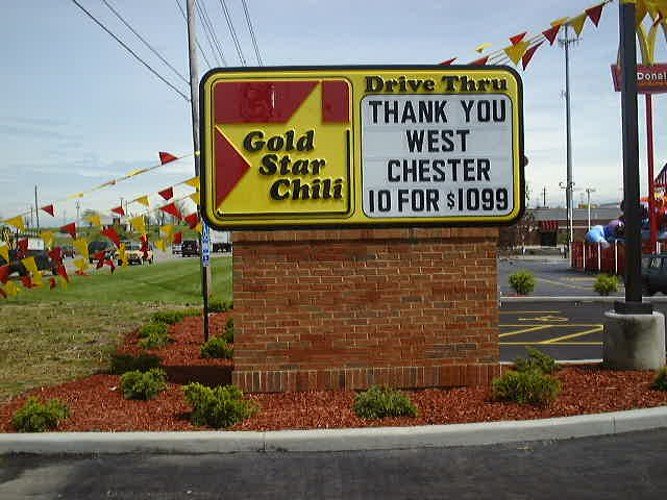 Drive Thru
Gold
Star
Chili
THANK YOU
WEST
CHESTER
10 FOR $1099